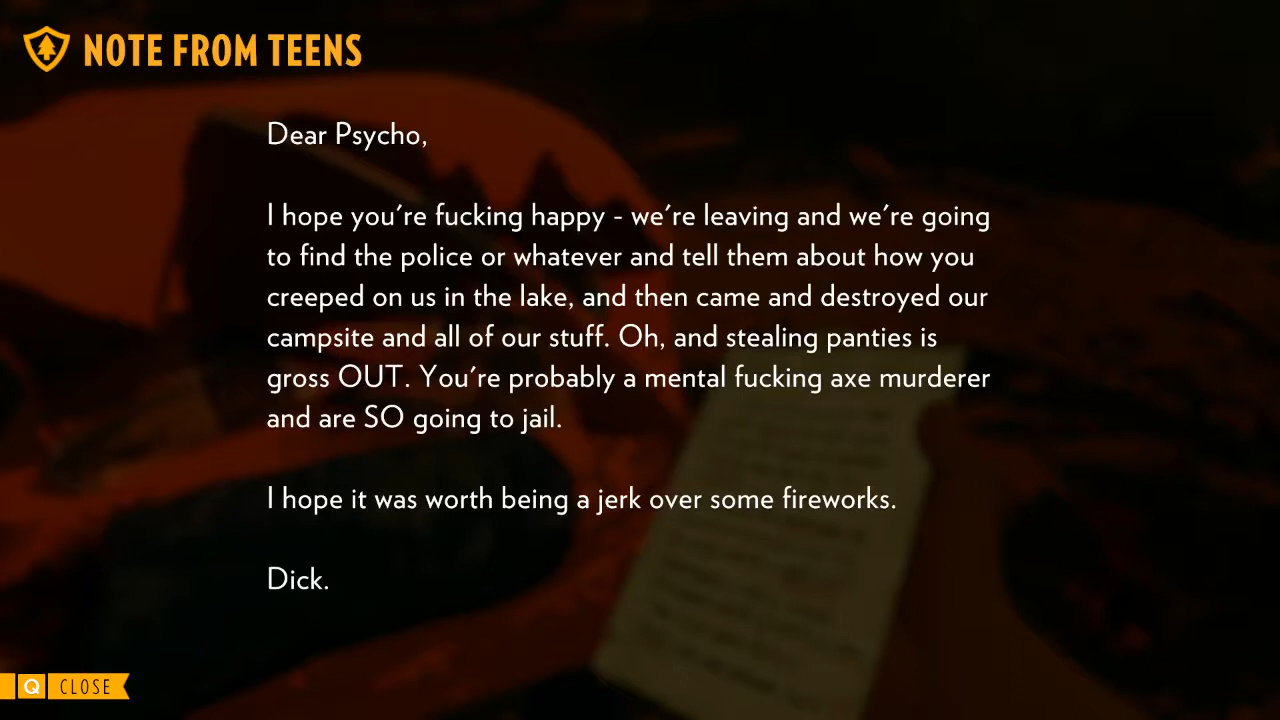 NOTE FROM TEENS
Dear Psycho,
I hope you're fucking happy - we're leaving and we're going
to find the police or whatever and tell them about how you
creeped on us in the lake, and then came and destroyed our
campsite and all of our stuff. Oh, and stealing panties is
gross OUT. You're probably a mental fucking axe murderer
and are SO going to jail.
I hope it was worth being a jerk over some fireworks.
Dick.
Q CLOSE